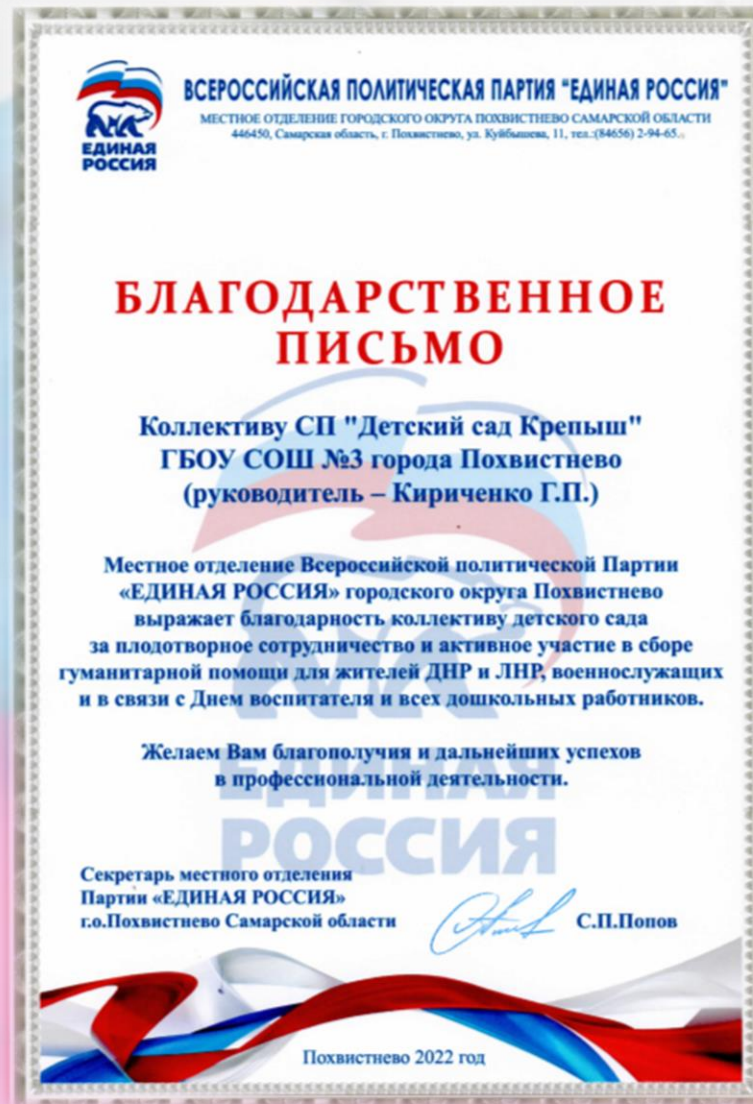 ВСЕРОССИЙСКАЯ ПОЛИТИЧЕСКАЯ ПАРТИЯ "ЕДИНАЯ РОССИЯ"
МЕСТНОЕ ОТДЕЛЕНИЕ ГОРОДСКОГО ОКРУГА ПОХВИСТНЕВО САМАРСКОЙ ОБЛАСТИ
446450, Самарская область, г. Похвистнево, ул. Куйбышева, 11, тел.:(84656) 2-94-65..
ЕДИНАЯ
РОССИЯ
БЛАГОДАРСТВЕННОЕ
ПИСЬМО
Коллективу СП "Детский сад Крепыш"
ГБОУ СОШ №3 города Похвистнево
(руководитель – Кириченко Г.П.)
Местное отделение Всероссийской политической Партии
«ЕДИНАЯ РОССИЯ» городского округа Похвистнево
выражает благодарность коллективу детского сада
за плодотворное сотрудничество и активное участие в сборе
гуманитарной помощи для жителей ДНР и ЛНР, военнослужащих
и в связи с Днем воспитателя и всех дошкольных работников.
Желаем Вам благополучия и дальнейших успехов
в профессиональной деятельности.
ЕДИНАЯ
РОССИЯ
Секретарь местного отделения
Партии «ЕДИНАЯ РОССИЯ»
г.о.Похвистнево Самарской области
С.П.Попов
Похвистнево 2022 год